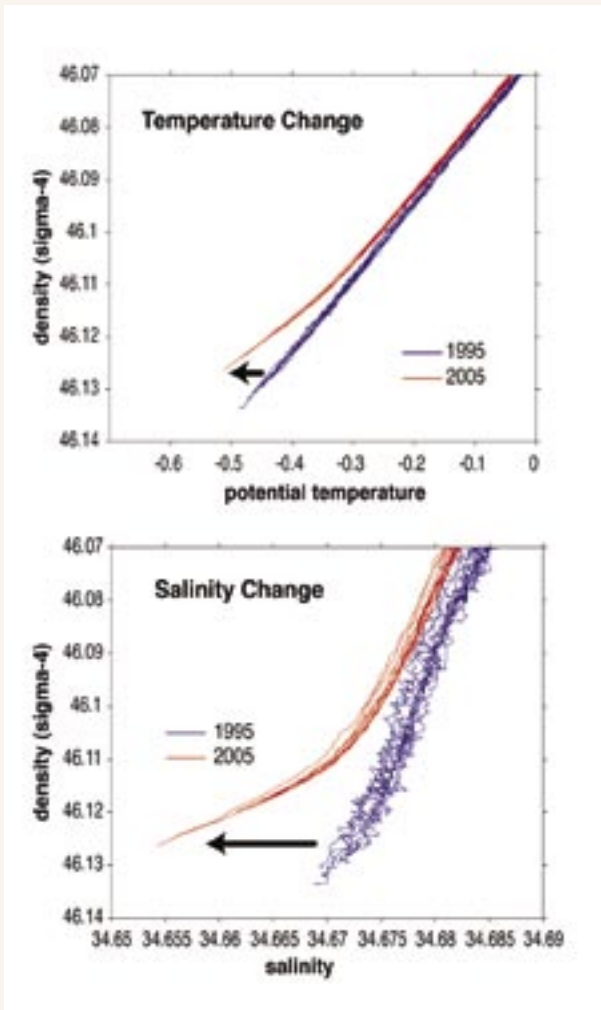 46.07
Temperature Change
46.08
46.09
46.1
46.11
46.12
46.13
46.14
density (sigma-4)
1995
2005
-0.6 -0.5 -0.4 -0.3 -0.2 -0.1 0
potential temperature
46.07
Salinity Change
46.08
46.09
46.1
46.11
46.12
46.13
46.14
density (sigma-4)
1995
2005
34.65 34.655 34.66 34.665 34.67 34.675 34.68 34.685 34.69
salinity